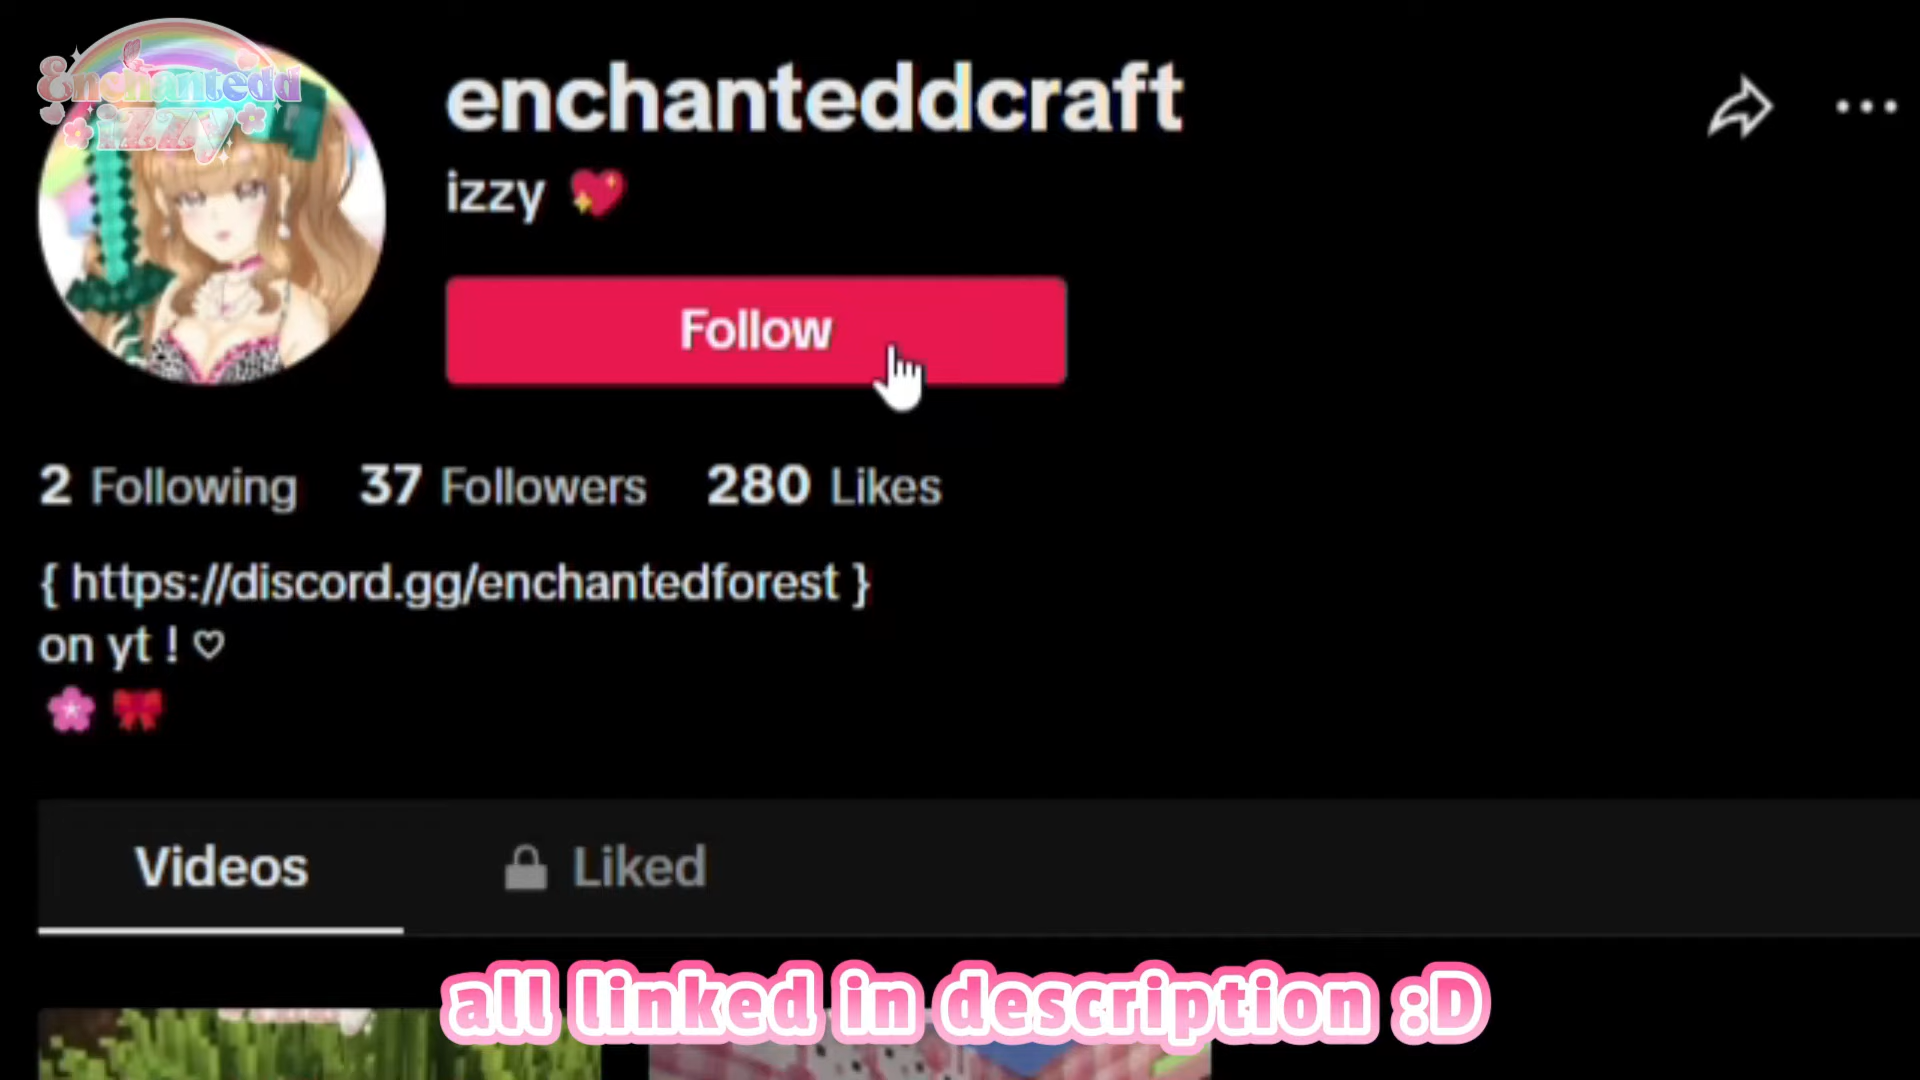 Enchantedd
izzy
enchanteddcraft
izzy 💖
Follow
2 Following 37 Followers 280 Likes
{ https://discord.gg/enchantedforest }
on yt ! ♡
🌸 🎀
Videos Liked
all linked in description :D